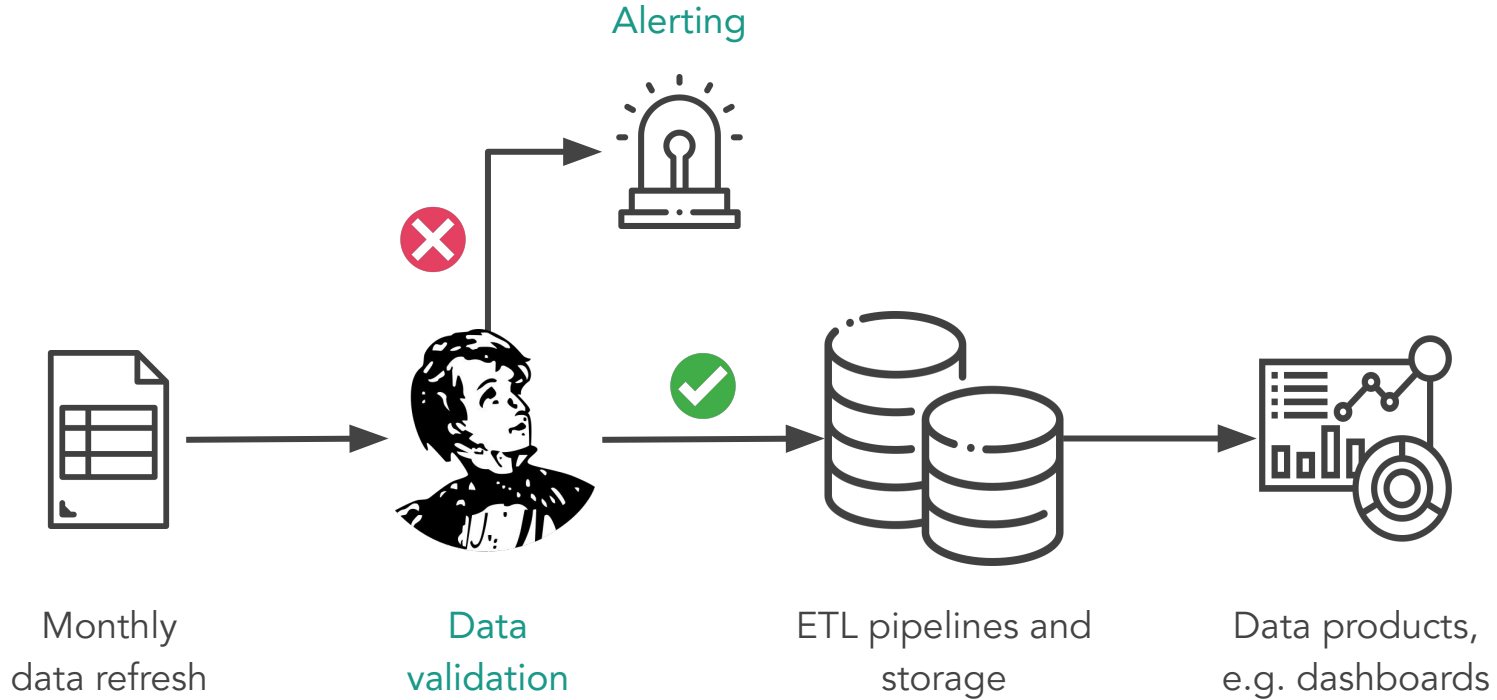 Alerting
Monthly
data refresh
Data
validation
ETL pipelines and
storage
Data products,
e.g. dashboards